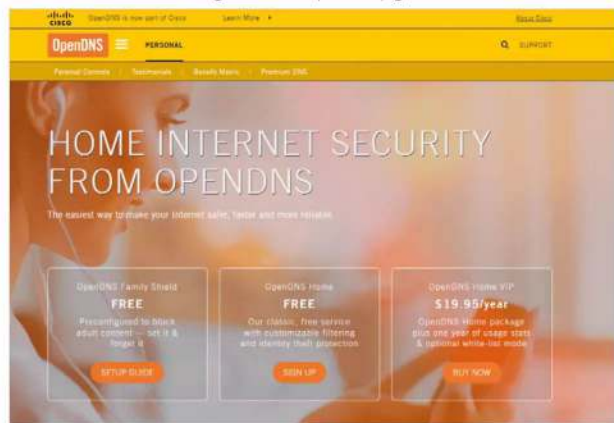 CISCO
OpenDNS is now part of Cisco
Learn More
About Cisco
OpenDNS
PERSONAL
SUPPORT
Parental Controls
Testimonials
Benefit Matrix
Premium DNS
HOME INTERNET SECURITY
FROM OPENDNS
The easiest way to make your internet safer, faster and more reliable.
OpenDNS Family Shield
FREE
Preconfigured to block
adult content — set it &
forget it
SETUP GUIDE
OpenDNS Home
FREE
Our classic, free service
with customizable filtering
and identity theft protection
SIGN UP
OpenDNS Home VIP
$19.95/year
OpenDNS Home package
plus one year of usage stats
& optional white-list mode
BUY NOW